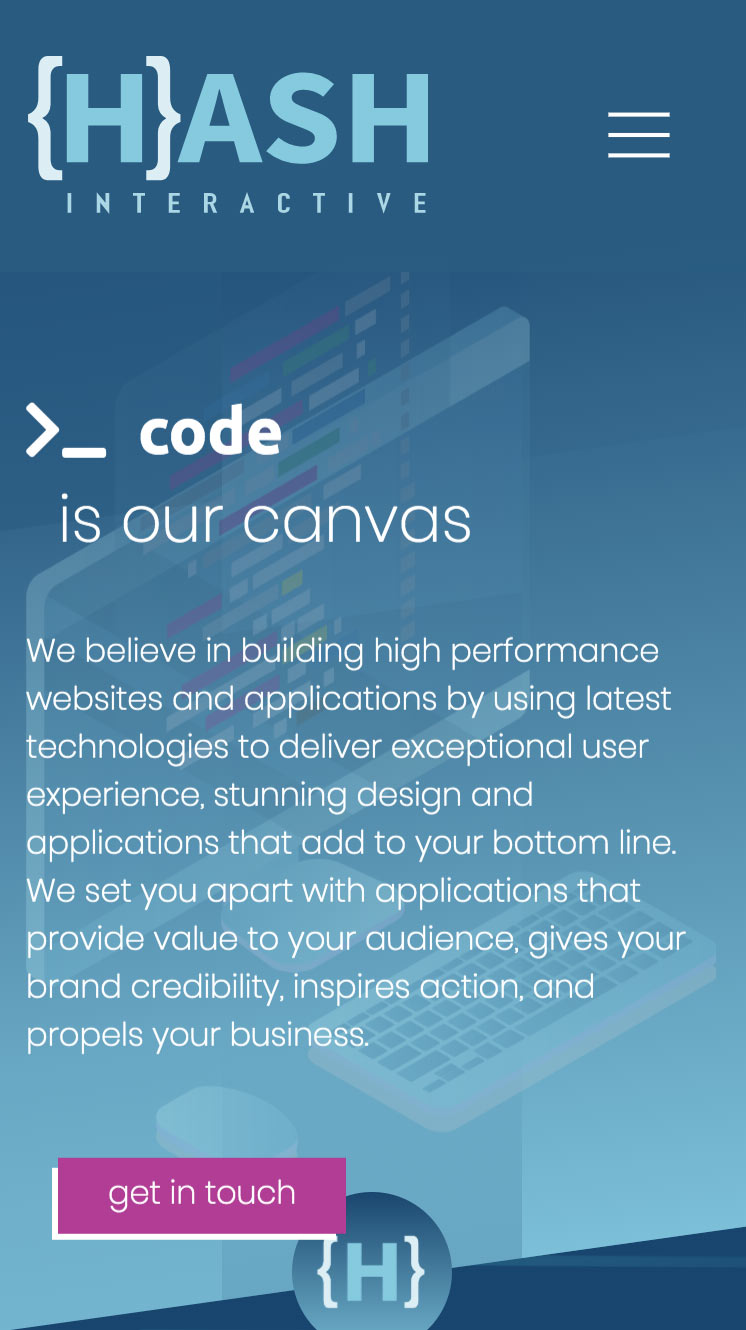 {H}ASH
INTERACTIVE
>_ code
is our canvas
We believe in building high performance
websites and applications by using latest
technologies to deliver exceptional user
experience, stunning design and
applications that add to your bottom line.
We set you apart with applications that
provide value to your audience, gives your
brand credibility, inspires action, and
propels your business.
get in touch
{H}